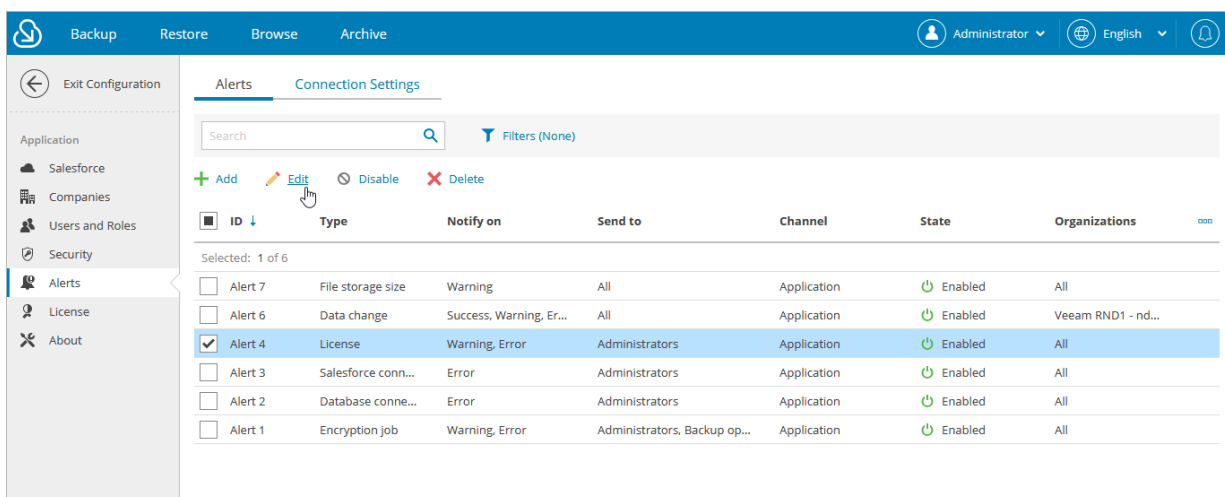 Backup Restore Browse Archive Administrator English
Exit Configuration
Alerts Connection Settings
Application
Search Filters (None)
Salesforce
Companies
Users and Roles
Security
Alerts
License
About
Add Edit Disable Delete
ID Type Notify on Send to Channel State Organizations
Selected: 1 of 6
Alert 7 File storage size Warning All Application Enabled All
Alert 6 Data change Success, Warning, Er... All Application Enabled Veeam RND1 - nd...
Alert 4 License Warning, Error Administrators Application Enabled All
Alert 3 Salesforce conn... Error Administrators Application Enabled All
Alert 2 Database conne... Error Administrators Application Enabled All
Alert 1 Encryption job Warning, Error Administrators, Backup op... Application Enabled All